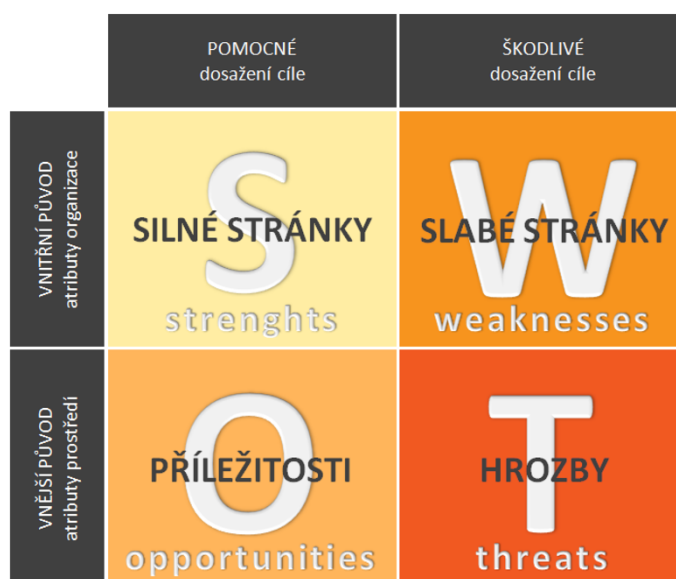 POMOCNÉ
dosažení cíle
ŠKODLIVÉ
dosažení cíle
VNITŘNÍ PŮVOD
atributy organizace
S
SILNÉ STRÁNKY
strenghts
W
SLABÉ STRÁNKY
weaknesses
VNĚJŠÍ PŮVOD
atributy prostředí
O
PŘÍLEŽITOSTI
opportunities
T
HROZBY
threats